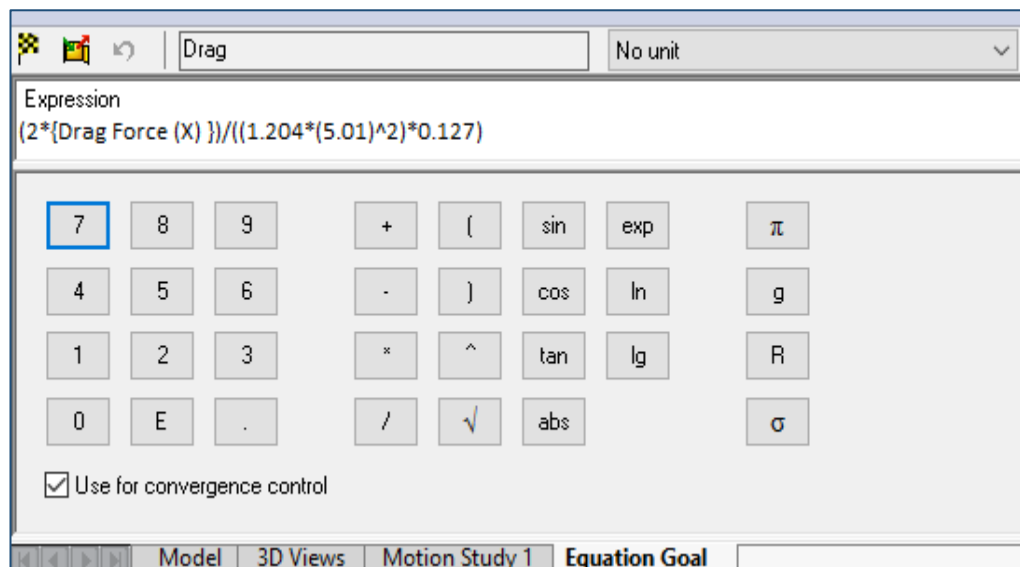 Drag No unit
Expression
(2*{Drag Force (X) })/((1.204*(5.01)^2)*0.127)
7 8 9 + ( sin exp π
4 5 6 - ) cos ln g
1 2 3 * ^ tan lg R
0 E . / √ abs σ
Use for convergence control
Model 3D Views Motion Study 1 Equation Goal